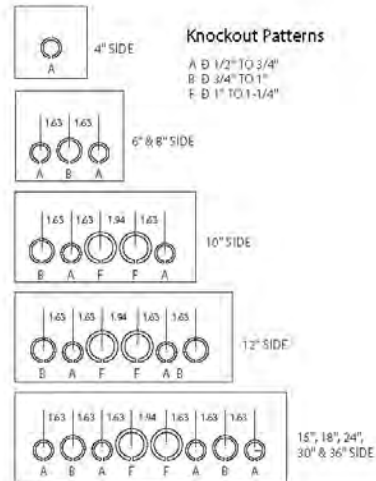 Knockout Patterns
A Ð 1/2" TO 3/4"
B Ð 3/4" TO 1"
F Ð 1" TO 1-1/4"
4" SIDE
A
1.63 1.63
6" & 8" SIDE
A B A
1.63 1.63 1.94 1.63
10" SIDE
B A F F A
1.63 1.63 1.94 1.63 1.63
12" SIDE
B A F F A B
1.63 1.63 1.63 1.94 1.63 1.63 1.63
15", 18", 24",
30" & 36" SIDE
A B A F F A B A